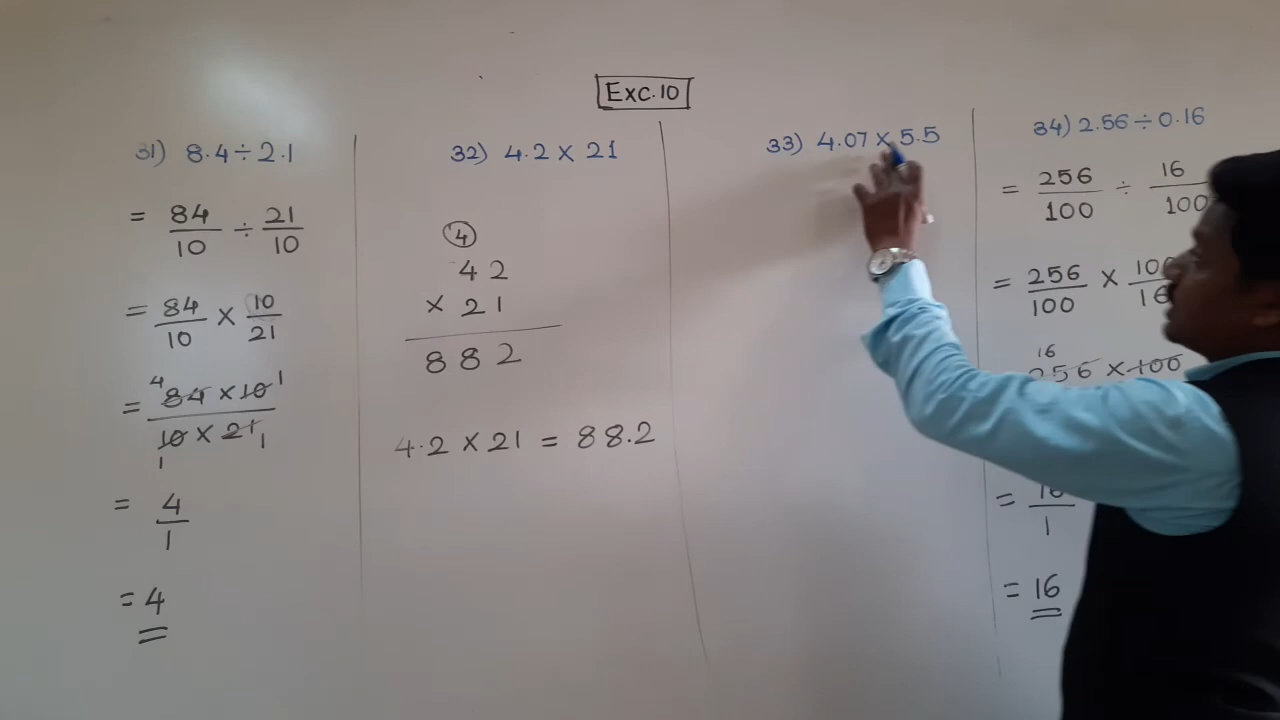 Exc.10
31) 8.4 ÷ 2.1
= 84/10 ÷ 21/10
= 84/10 × 10/21
= 4 84 × 10 1 / 10 × 21 1 1
= 4/1
= 4
32) 4.2 × 21
4
42
× 21
882
4.2 × 21 = 88.2
33) 4.07 × 5.5
34) 2.56 ÷ 0.16
= 256/100 ÷ 16/100
= 256/100 ×
16
256 × 100
= 16/1
= 16